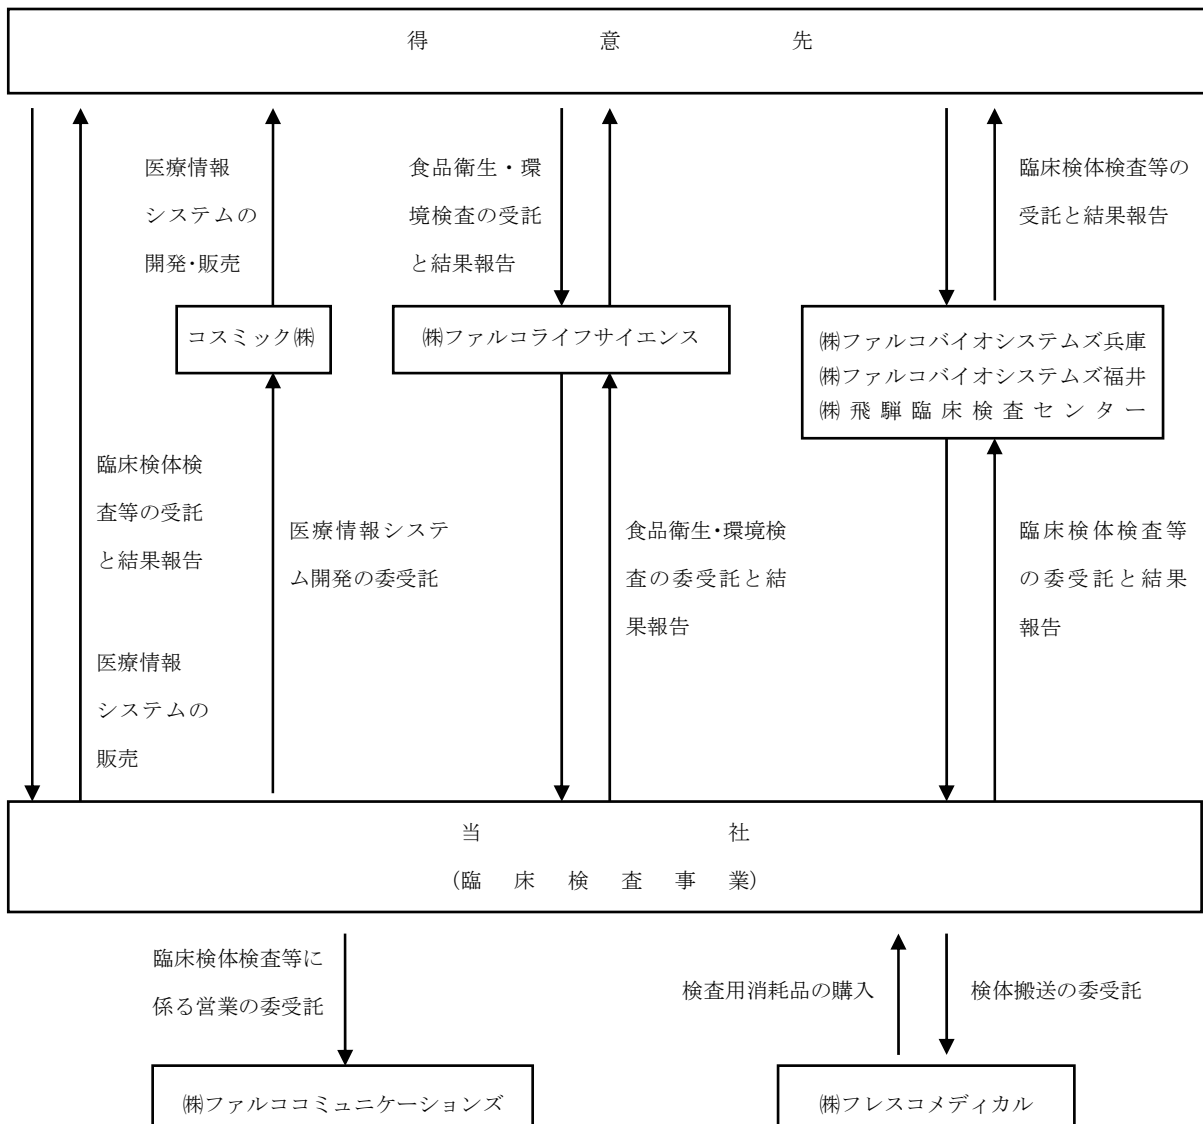 得意先
医療情報
システムの
開発・販売
食品衛生・環
境検査の受託
と結果報告
臨床検体検査等の
受託と結果報告
コスミック㈱
㈱ファルコライフサイエンス
㈱ファルコバイオシステムズ兵庫
㈱ファルコバイオシステムズ福井
㈱飛騨臨床検査センター
臨床検体検
査等の受託
と結果報告
医療情報シス
テム開発の委受託
食品衛生・環境検
査の委受託と結
果報告
臨床検体検査等
の委受託と結果
報告
医療情報
システムの
販売
当社
(臨床検査事業)
臨床検体検査等に
係る営業の委受託
検査用消耗品の購入
検体搬送の委受託
㈱ファルココミュニケーションズ
㈱フレスコメディカル